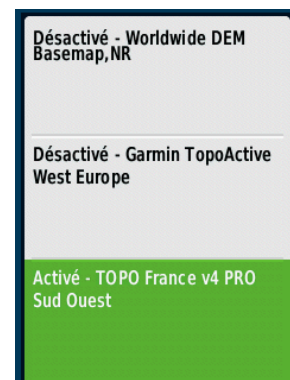 Désactivé - Worldwide DEM
Basemap,NR
Désactivé - Garmin TopoActive
West Europe
Activé - TOPO France v4 PRO
Sud Ouest